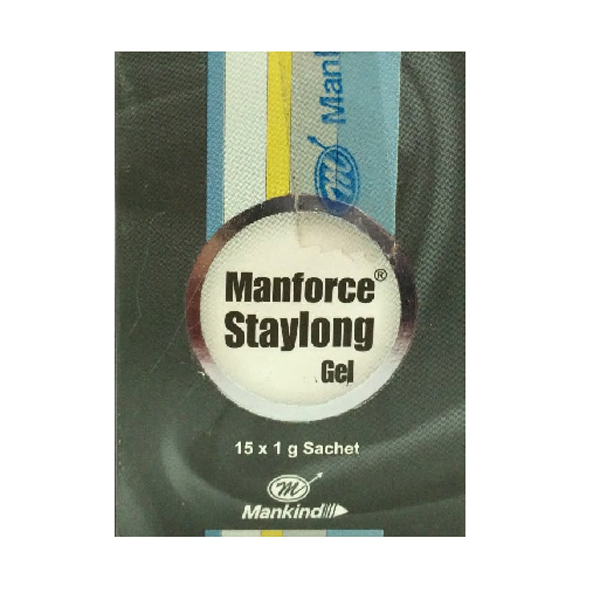 Manforce®
Staylong
Gel
15 x 1 g Sachet
m
Mankind